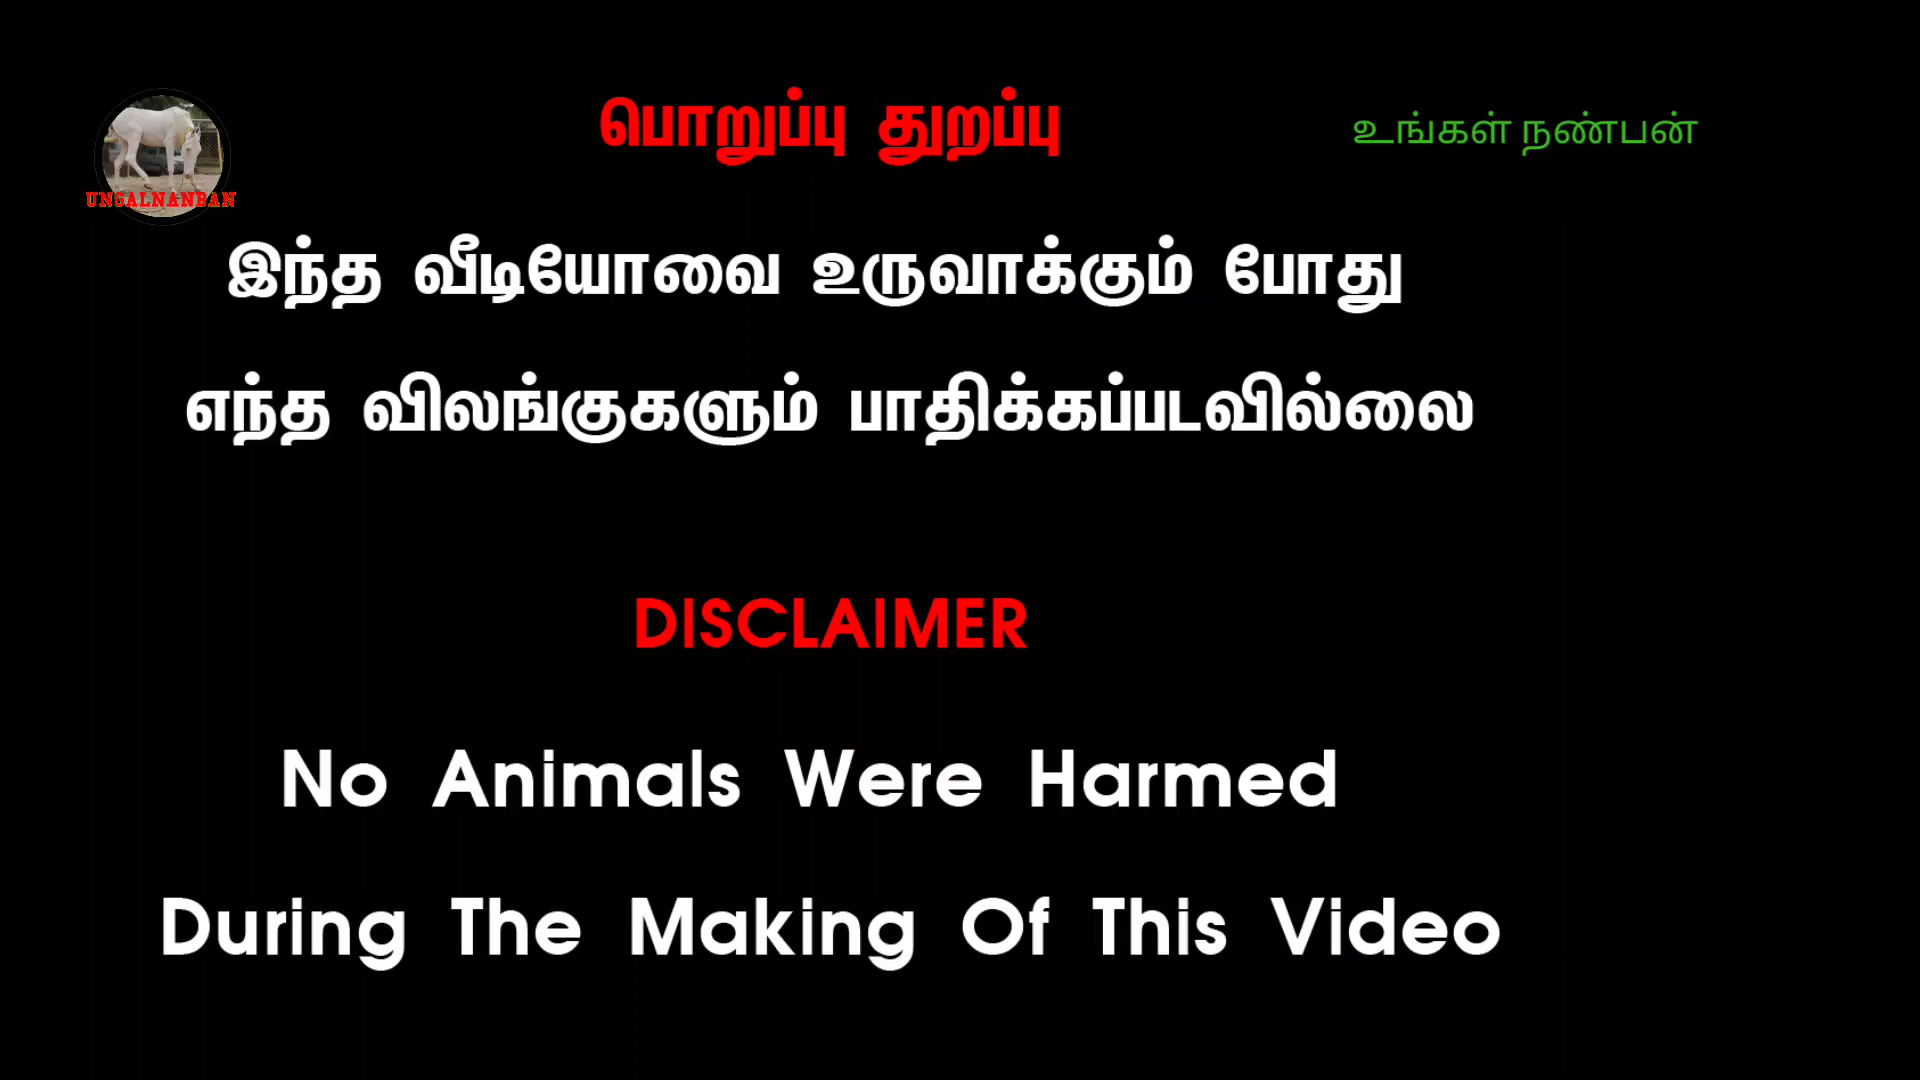 பொறுப்பு துறப்பு
உங்கள் நண்பன்
UNGALNANBAN
இந்த வீடியோவை உருவாக்கும் போது
எந்த விலங்குகளும் பாதிக்கப்படவில்லை
DISCLAIMER
No Animals Were Harmed
During The Making Of This Video